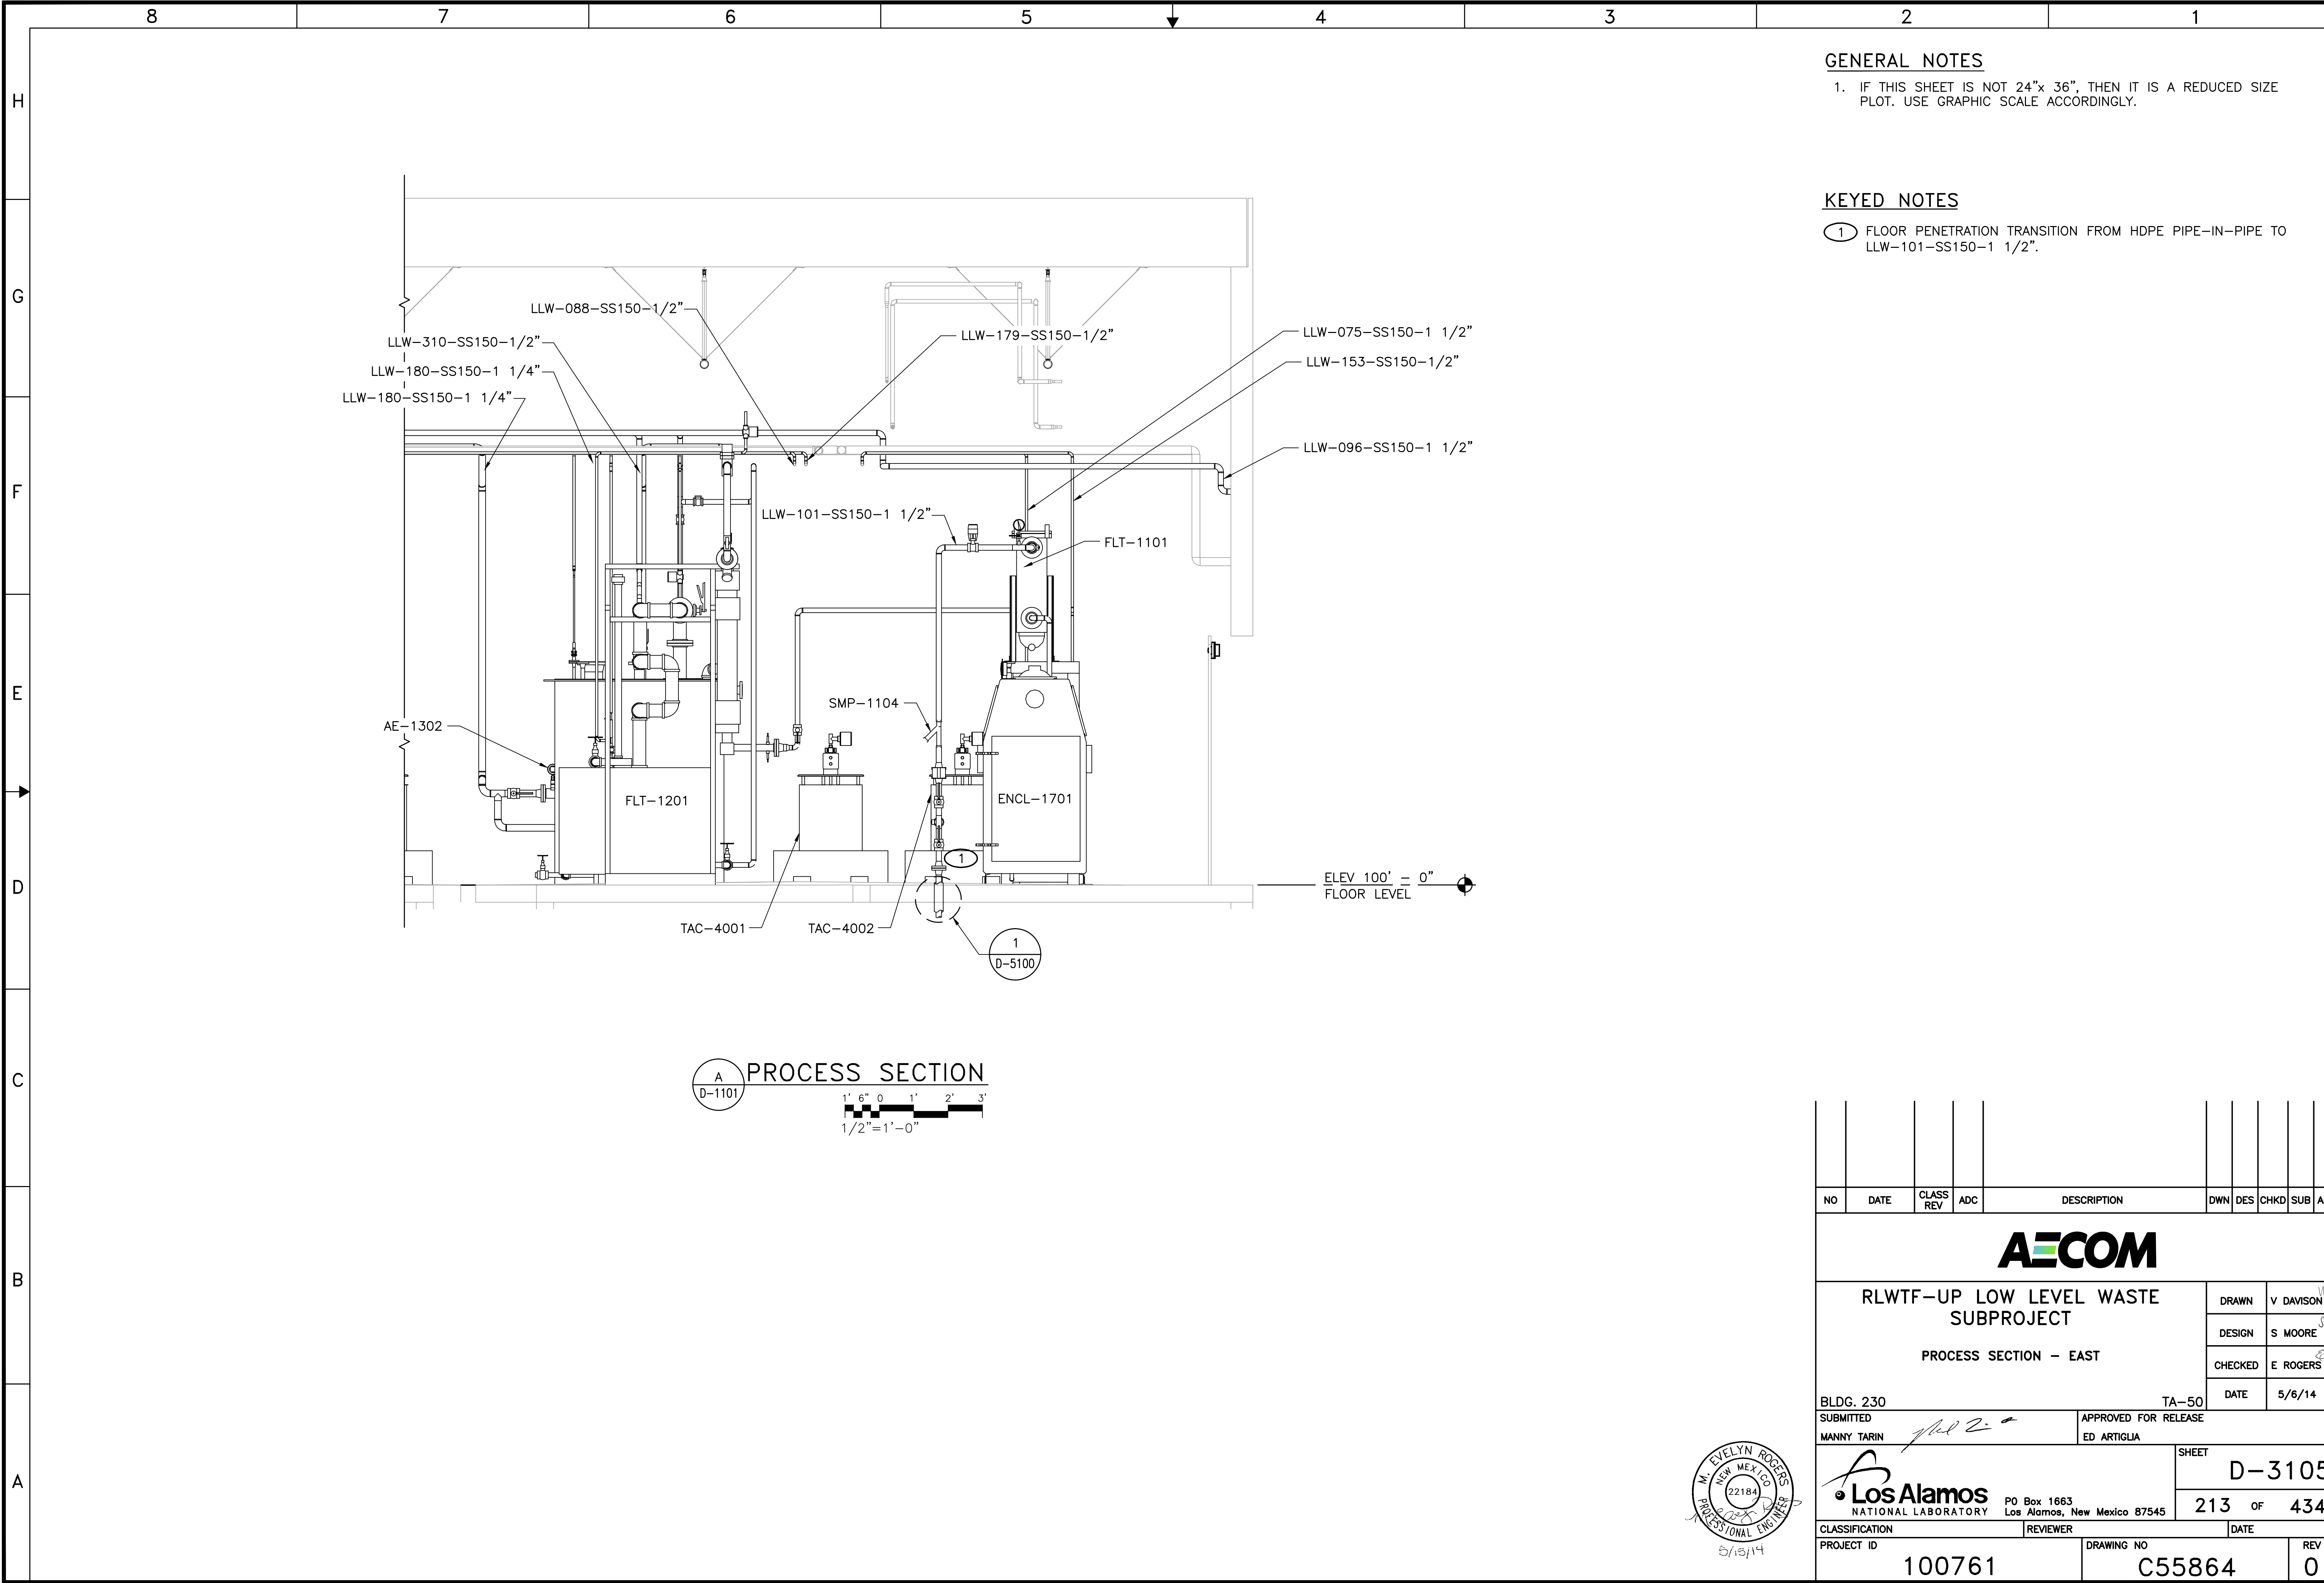 8 7 6 5 4 3 2 1
H
G
F
E
D
C
B
A
GENERAL NOTES
1. IF THIS SHEET IS NOT 24"x 36", THEN IT IS A REDUCED SIZE
PLOT. USE GRAPHIC SCALE ACCORDINGLY.
KEYED NOTES
1 FLOOR PENETRATION TRANSITION FROM HDPE PIPE-IN-PIPE TO
LLW-101-SS150-1 1/2".
LLW-088-SS150-1/2"
LLW-310-SS150-1/2"
LLW-180-SS150-1 1/4"
LLW-180-SS150-1 1/4"
LLW-179-SS150-1/2"
LLW-075-SS150-1 1/2"
LLW-153-SS150-1/2"
LLW-096-SS150-1 1/2"
LLW-101-SS150-1 1/2"
FLT-1101
SMP-1104
AE-1302
FLT-1201
ENCL-1701
1
ELEV 100' - 0"
FLOOR LEVEL
TAC-4001
TAC-4002
1
D-5100
A
D-1101
PROCESS SECTION
1' 6" 0 1' 2' 3'
1/2"=1'-0"
NO DATE CLASS REV ADC DESCRIPTION DWN DES CHKD SUB A
AECOM
RLWTF-UP LOW LEVEL WASTE
SUBPROJECT
PROCESS SECTION - EAST
BLDG. 230 TA-50
DRAWN V DAVISON
DESIGN S MOORE
CHECKED E ROGERS
DATE 5/6/14
SUBMITTED
MANNY TARIN
APPROVED FOR RELEASE
ED ARTIGLIA
Los Alamos
NATIONAL LABORATORY
PO Box 1663
Los Alamos, New Mexico 87545
SHEET
D-3105
213 OF 434
CLASSIFICATION REVIEWER DATE
PROJECT ID
100761
DRAWING NO
C55864
REV
0
M. EVELYN ROGERS
NEW MEXICO
22184
PROFESSIONAL ENGINEER
5/15/14